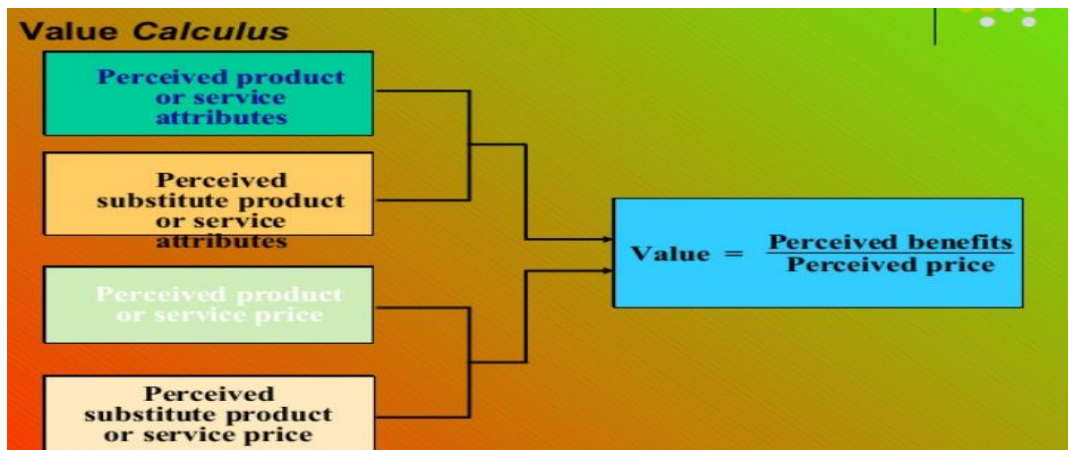 Value Calculus
Perceived product
or service
attributes
Perceived
substitute product
or service
attributes
Perceived product
or service price
Perceived
substitute product
or service price
Value = Perceived benefits
Perceived price